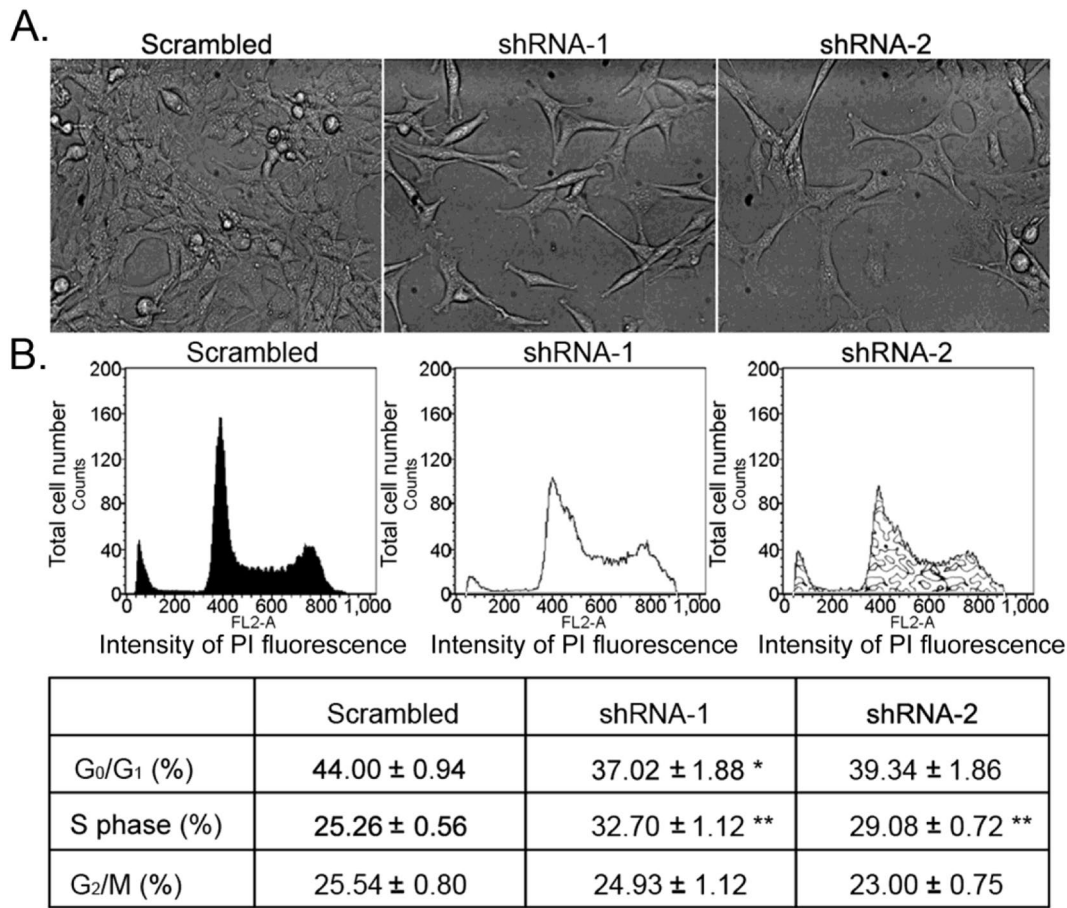 A.
Scrambled shRNA-1 shRNA-2
B.
Scrambled shRNA-1 shRNA-2
Total cell number
Counts
200
160
120
80
40
0
0 200 400 600 800 1,000
FL2-A
Intensity of PI fluorescence
Total cell number
Counts
200
160
120
80
40
0
0 200 400 600 800 1,000
FL2-A
Intensity of PI fluorescence
Total cell number
Counts
200
160
120
80
40
0
0 200 400 600 800 1,000
FL2-A
Intensity of PI fluorescence
Scrambled shRNA-1 shRNA-2
G₀/G₁ (%) 44.00 ± 0.94 37.02 ± 1.88 * 39.34 ± 1.86
S phase (%) 25.26 ± 0.56 32.70 ± 1.12 ** 29.08 ± 0.72 **
G₂/M (%) 25.54 ± 0.80 24.93 ± 1.12 23.00 ± 0.75